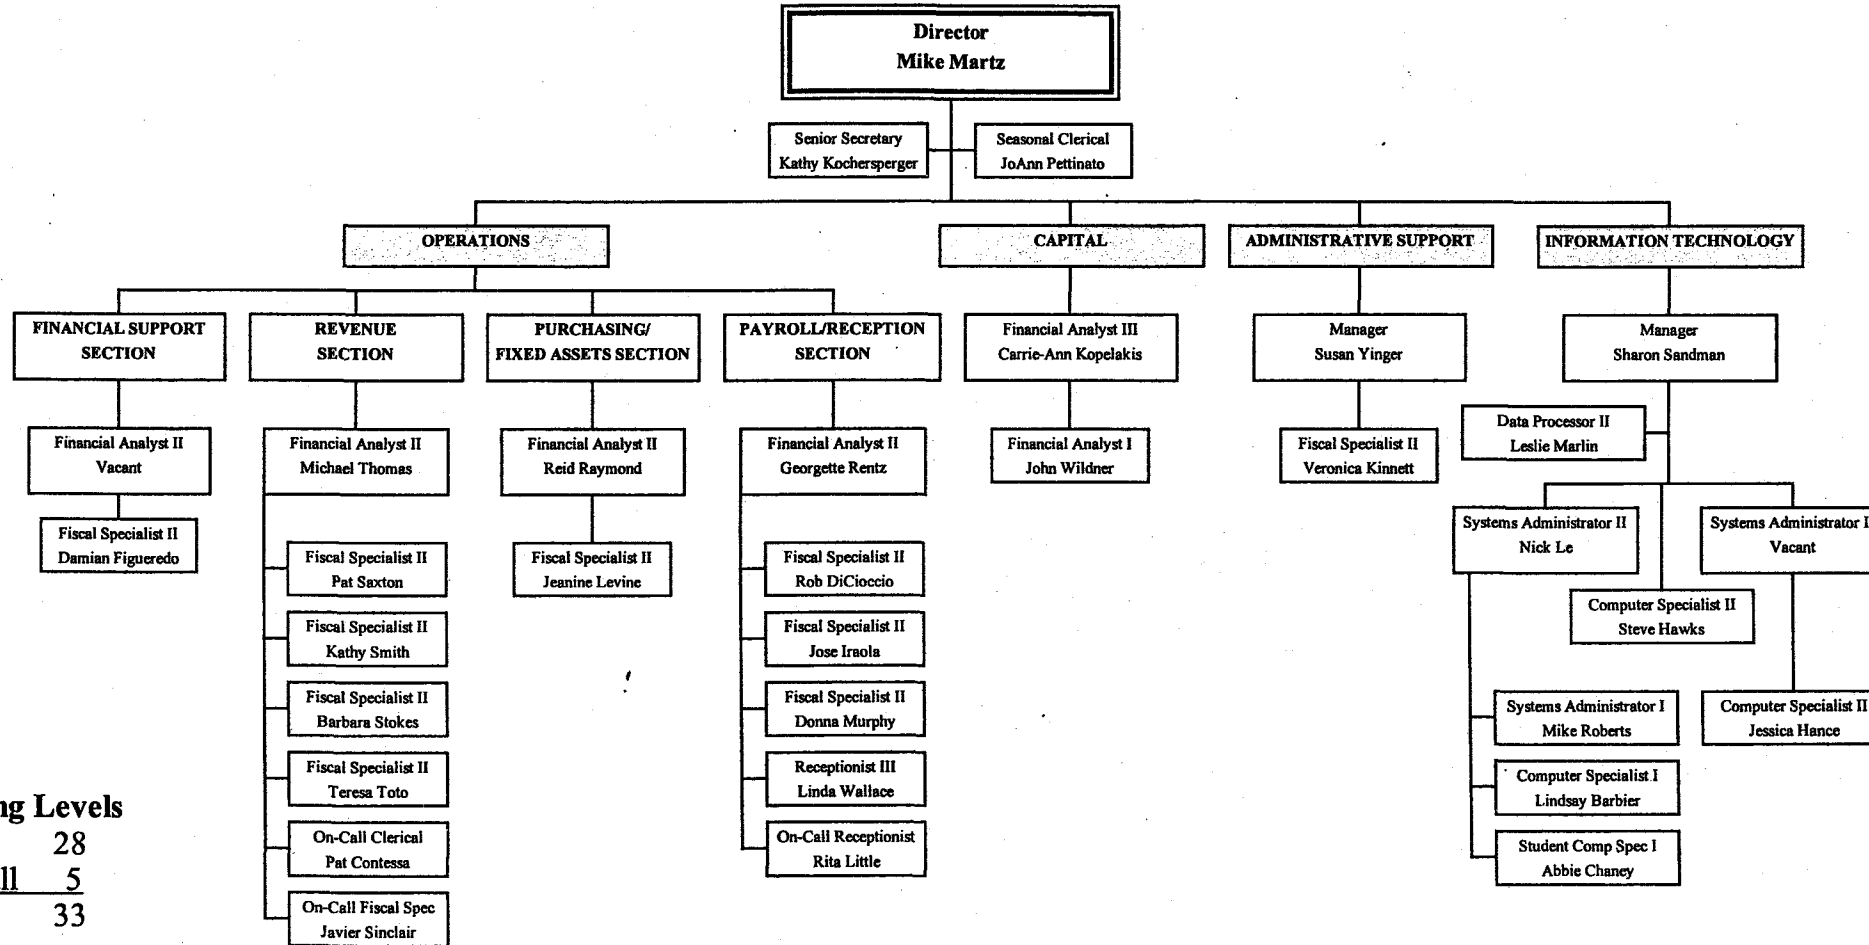 Director
Mike Martz
Senior Secretary
Kathy Kochersperger
Seasonal Clerical
JoAnn Pettinato
OPERATIONS
CAPITAL
ADMINISTRATIVE SUPPORT
INFORMATION TECHNOLOGY
FINANCIAL SUPPORT
SECTION
REVENUE
SECTION
PURCHASING/
FIXED ASSETS SECTION
PAYROLL/RECEPTION
SECTION
Financial Analyst III
Carrie-Ann Kopelakis
Manager
Susan Yinger
Manager
Sharon Sandman
Financial Analyst II
Vacant
Financial Analyst II
Michael Thomas
Financial Analyst II
Reid Raymond
Financial Analyst II
Georgette Rentz
Financial Analyst I
John Wildner
Fiscal Specialist II
Veronica Kinnett
Data Processor II
Leslie Marlin
Fiscal Specialist II
Damian Figueredo
Fiscal Specialist II
Pat Saxton
Fiscal Specialist II
Kathy Smith
Fiscal Specialist II
Barbara Stokes
Fiscal Specialist II
Teresa Toto
On-Call Clerical
Pat Contessa
On-Call Fiscal Spec
Javier Sinclair
Fiscal Specialist II
Jeanine Levine
Fiscal Specialist II
Rob DiCioccio
Fiscal Specialist II
Jose Iraola
Fiscal Specialist II
Donna Murphy
Receptionist III
Linda Wallace
On-Call Receptionist
Rita Little
Systems Administrator II
Nick Le
Systems Administrator I
Vacant
Computer Specialist II
Steve Hawks
Systems Administrator I
Mike Roberts
Computer Specialist I
Lindsay Barbier
Student Comp Spec I
Abbie Chaney
Computer Specialist II
Jessica Hance
ng Levels
28
ll 5
33